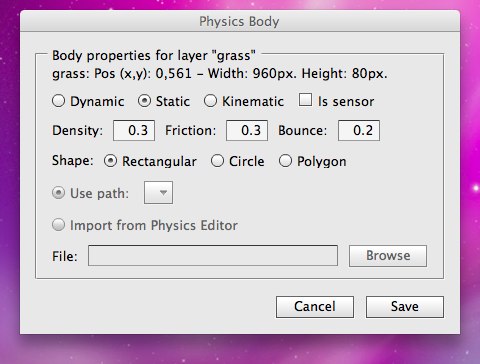 Physics Body
Body properties for layer "grass"
grass: Pos (x,y): 0,561 - Width: 960px. Height: 80px.
Dynamic Static Kinematic Is sensor
Density: 0.3 Friction: 0.3 Bounce: 0.2
Shape: Rectangular Circle Polygon
Use path:
Import from Physics Editor
File: Browse
Cancel Save